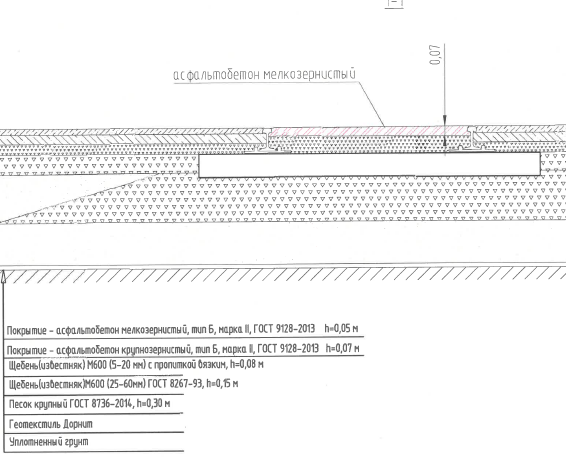 1-1
0,07
асфальтобетон мелкозернистый
Покрытие - асфальтобетон мелкозернистый, тип Б, марка II, ГОСТ 9128-2013 h=0,05 м
Покрытие - асфальтобетон крупнозернистый, тип Б, марка II, ГОСТ 9128-2013 h=0,07 м
Щебень(известняк) М600 (5-20 мм) с пропиткой вязким, h=0,08 м
Щебень(известняк)М600 (25-60мм) ГОСТ 8267-93, h=0,15 м
Песок крупный ГОСТ 8736-2014, h=0,30 м
Геотекстиль Дорнит
Уплотненный грунт